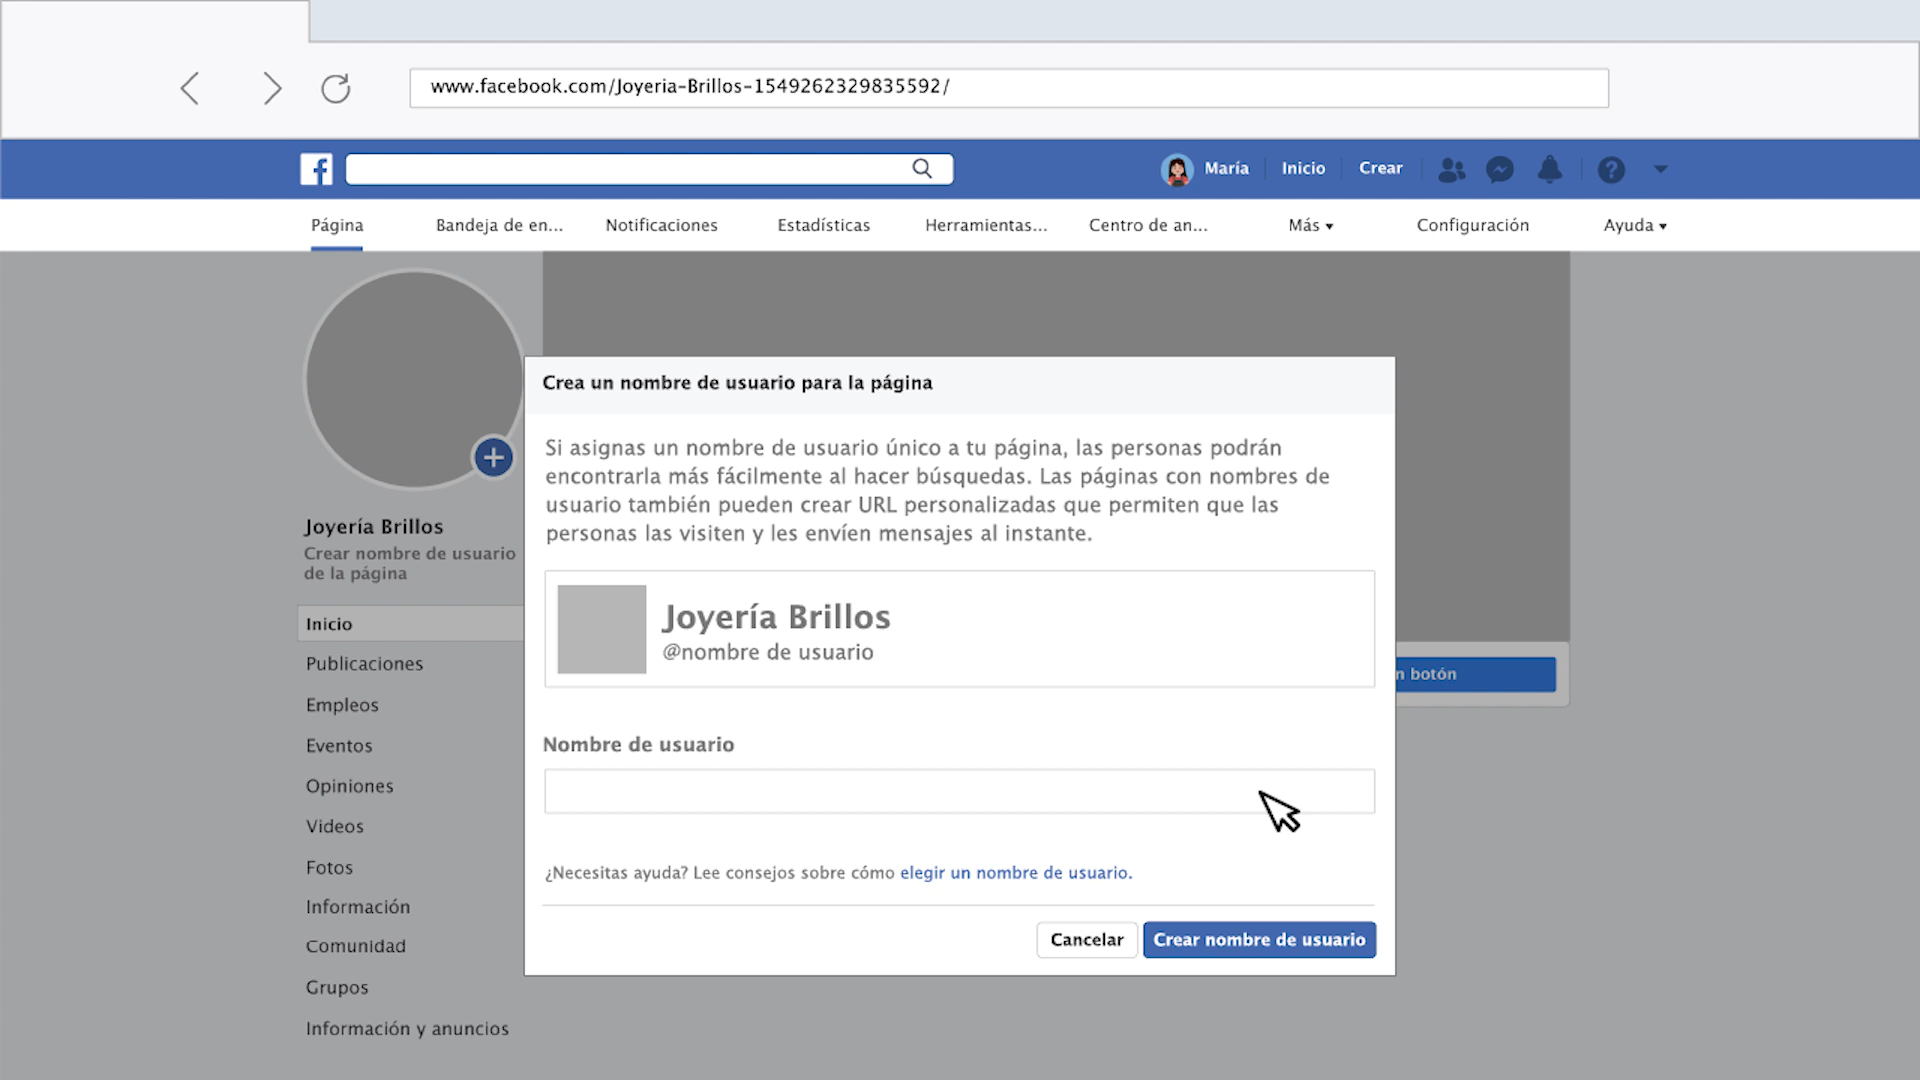 www.facebook.com/Joyeria-Brillos-1549262329835592/
María Inicio Crear
Página Bandeja de en... Notificaciones Estadísticas Herramientas... Centro de an... Más Configuración Ayuda
Joyería Brillos
Crear nombre de usuario
de la página
Inicio
Publicaciones
Empleos
Eventos
Opiniones
Videos
Fotos
Información
Comunidad
Grupos
Información y anuncios
Crea un nombre de usuario para la página
Si asignas un nombre de usuario único a tu página, las personas podrán
encontrarla más fácilmente al hacer búsquedas. Las páginas con nombres de
usuario también pueden crear URL personalizadas que permiten que las
personas las visiten y les envíen mensajes al instante.
Joyería Brillos
@nombre de usuario
n botón
Nombre de usuario
¿Necesitas ayuda? Lee consejos sobre cómo elegir un nombre de usuario.
Cancelar Crear nombre de usuario